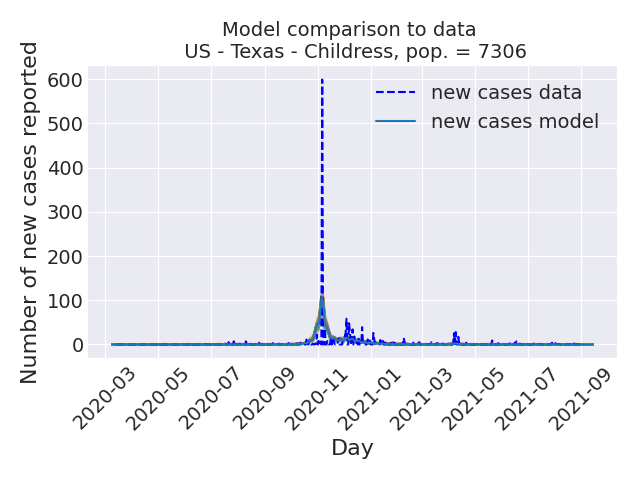 Model comparison to data
US - Texas - Childress, pop. = 7306
Number of new cases reported
600
500
400
300
200
100
0
new cases data
new cases model
2020-03
2020-05
2020-07
2020-09
2020-11
2021-01
2021-03
2021-05
2021-07
2021-09
Day